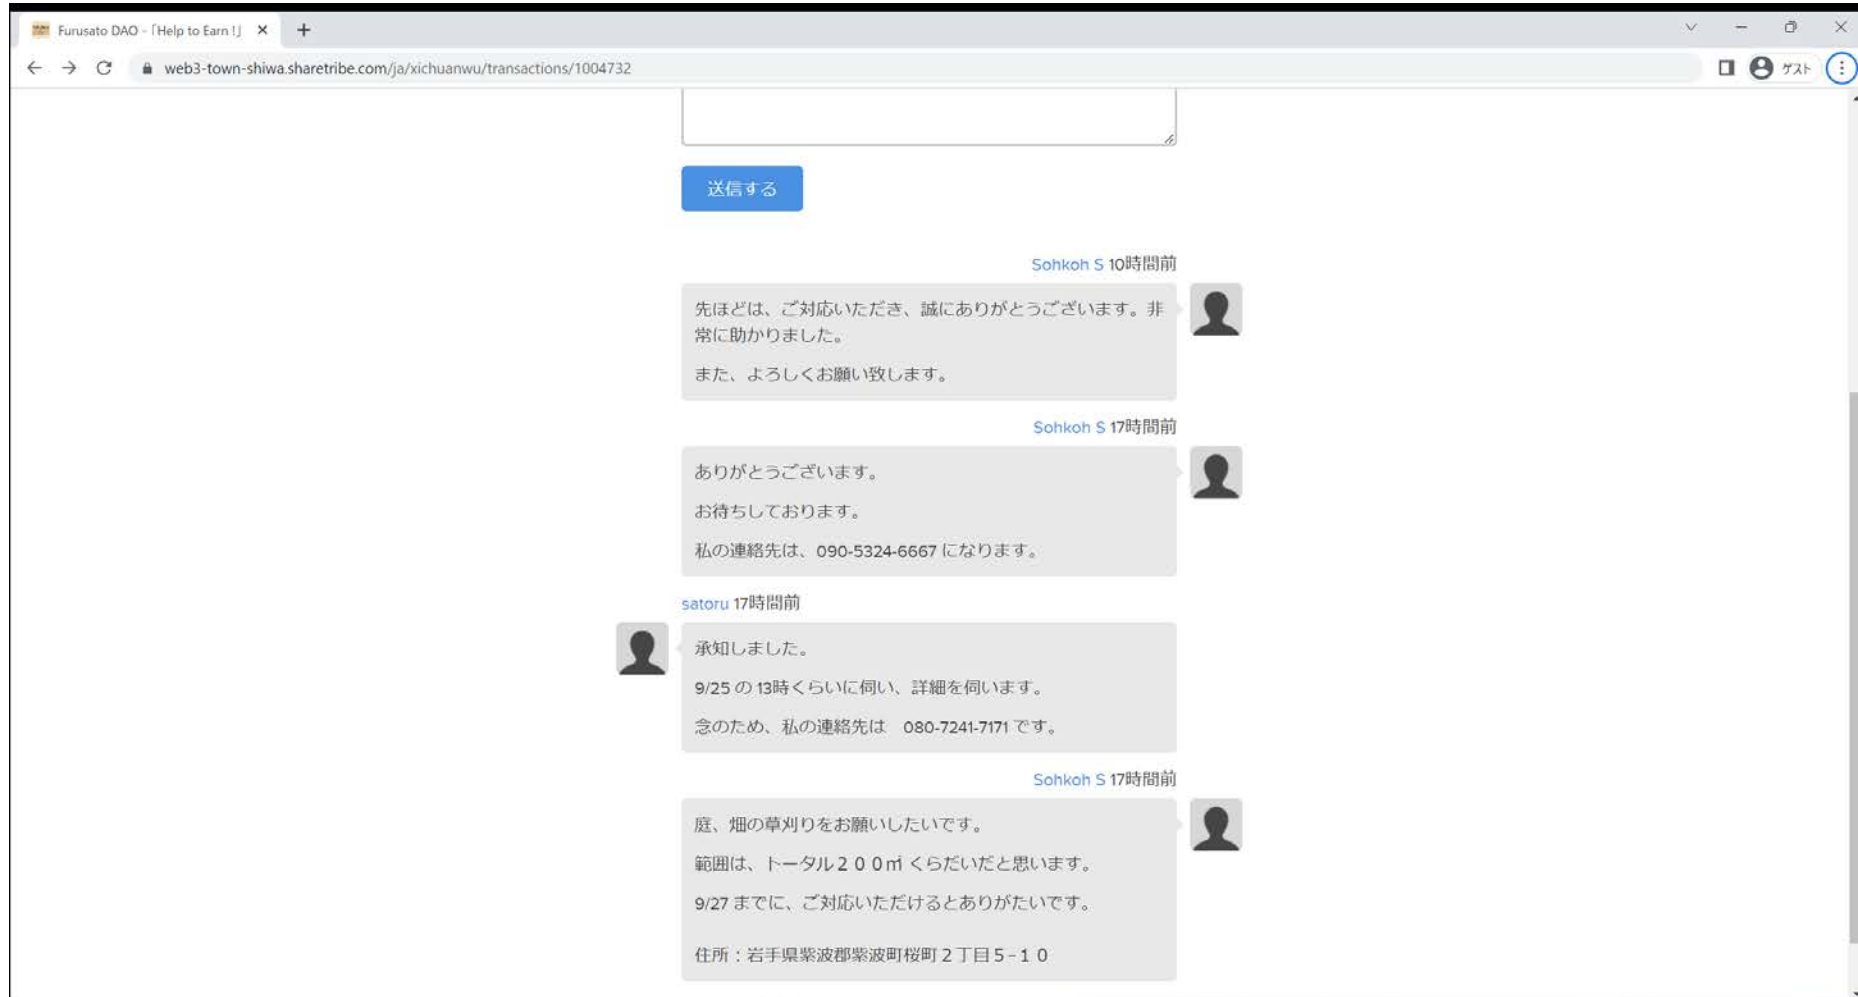 Furusato DAO - 「Help to Earn !」
web3-town-shiwa.sharetribe.com/ja/xichuanwu/transactions/1004732
ゲスト
送信する
Sohkoh S 10時間前
先ほどは、ご対応いただき、誠にありがとうございます。非
常に助かりました。
また、よろしくお願い致します。
Sohkoh S 17時間前
ありがとうございます。
お待ちしております。
私の連絡先は、090-5324-6667 になります。
satoru 17時間前
承知しました。
9/25 の 13時くらいに伺い、詳細を伺います。
念のため、私の連絡先は　080-7241-7171 です。
Sohkoh S 17時間前
庭、畑の草刈りをお願いしたいです。
範囲は、トータル２００㎡ くらだいだと思います。
9/27 までに、ご対応いただけるとありがたいです。
住所：岩手県紫波郡紫波町桜町２丁目５−１０